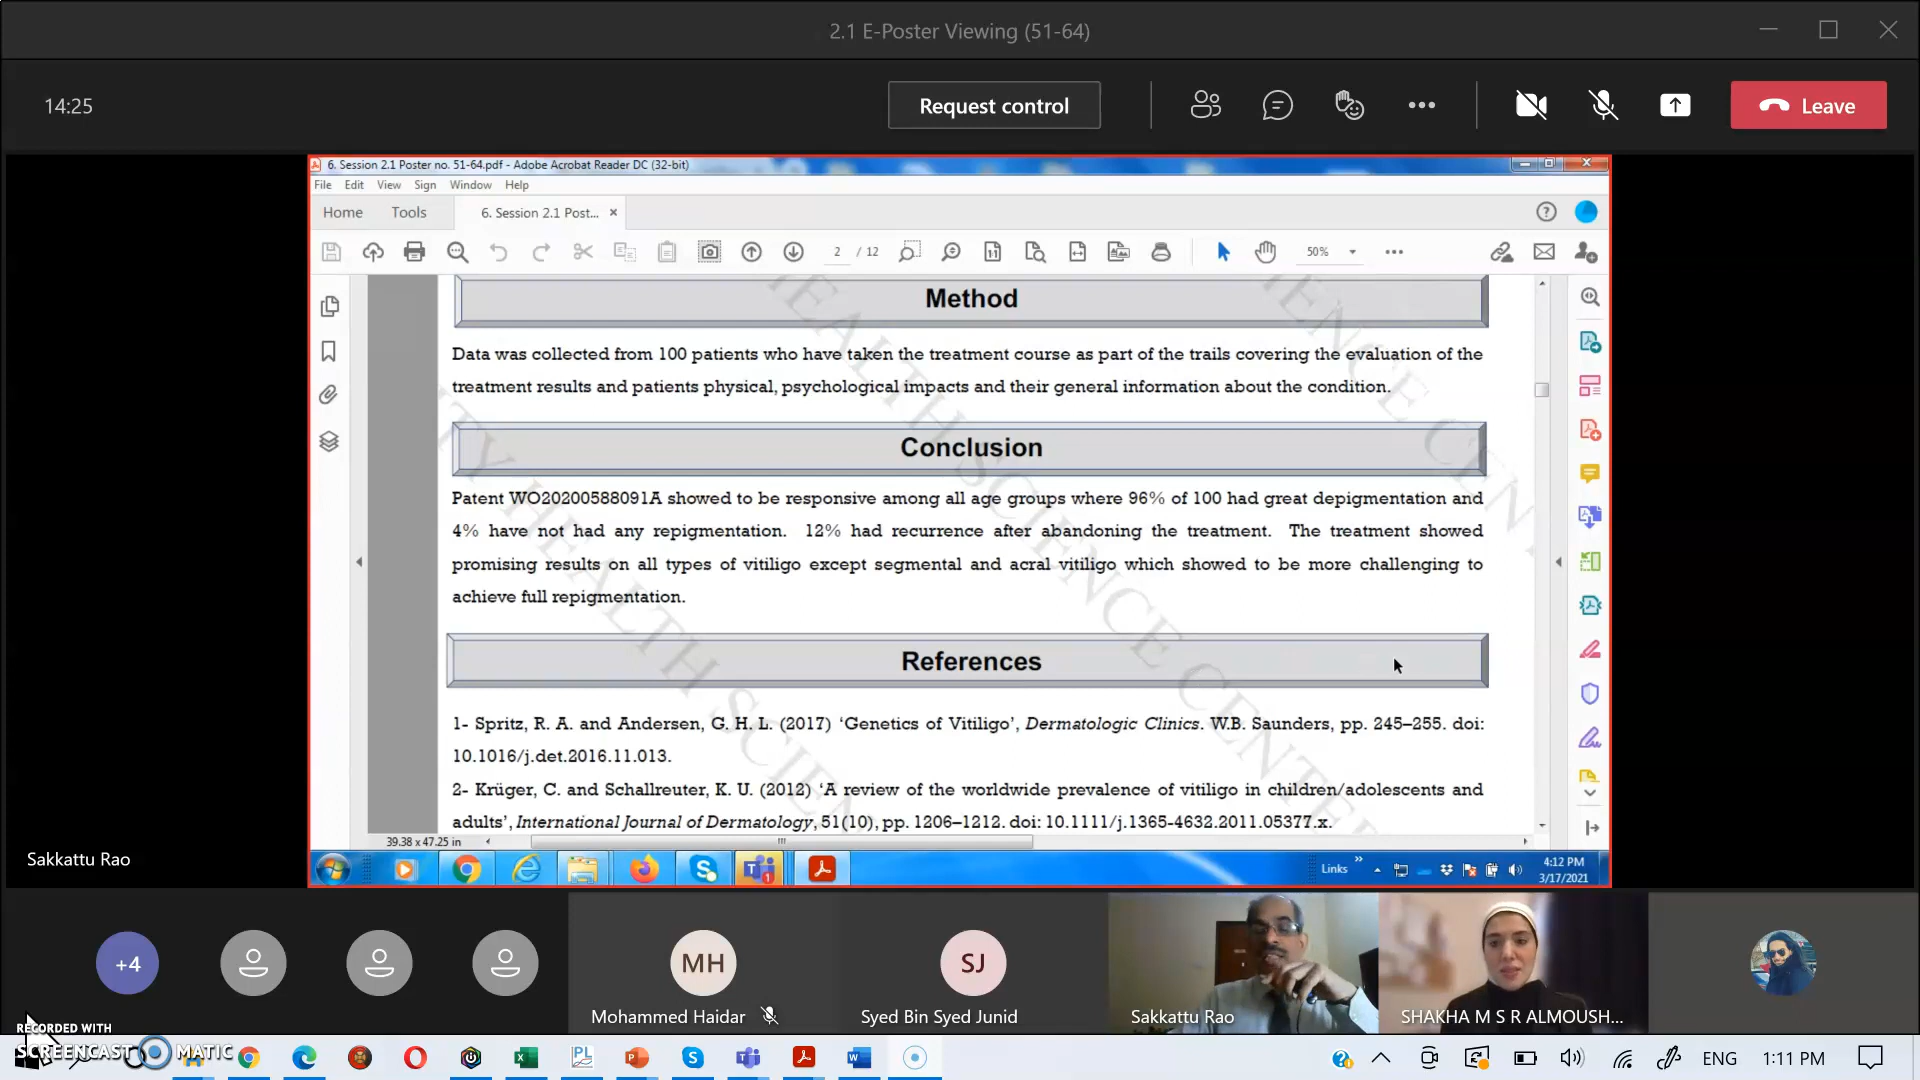 2.1 E-Poster Viewing (51-64)
14:25
Request control
Leave
6. Session 2.1 Poster no. 51-64.pdf - Adobe Acrobat Reader DC (32-bit)
File Edit View Sign Window Help
Home Tools 6. Session 2.1 Post... ×
2 / 12 50%
Method
Data was collected from 100 patients who have taken the treatment course as part of the trails covering the evaluation of the
treatment results and patients physical, psychological impacts and their general information about the condition.
Conclusion
Patent WO20200588091A showed to be responsive among all age groups where 96% of 100 had great depigmentation and
4% have not had any repigmentation. 12% had recurrence after abandoning the treatment. The treatment showed
promising results on all types of vitiligo except segmental and acral vitiligo which showed to be more challenging to
achieve full repigmentation.
References
1- Spritz, R. A. and Andersen, G. H. L. (2017) ‘Genetics of Vitiligo’, Dermatologic Clinics. W.B. Saunders, pp. 245–255. doi:
10.1016/j.det.2016.11.013.
2- Krüger, C. and Schallreuter, K. U. (2012) ‘A review of the worldwide prevalence of vitiligo in children/adolescents and
adults’, International Journal of Dermatology, 51(10), pp. 1206–1212. doi: 10.1111/j.1365-4632.2011.05377.x.
HEALTH SCIENCE CENTER
39.38 x 47.25 in
Links
4:12 PM
3/17/2021
Sakkattu Rao
+4
MH
Mohammed Haidar
SJ
Syed Bin Syed Junid
Sakkattu Rao
SHAKHA M S R ALMOUSH...
RECORDED WITH
SCREENCAST MATIC
ENG
1:11 PM